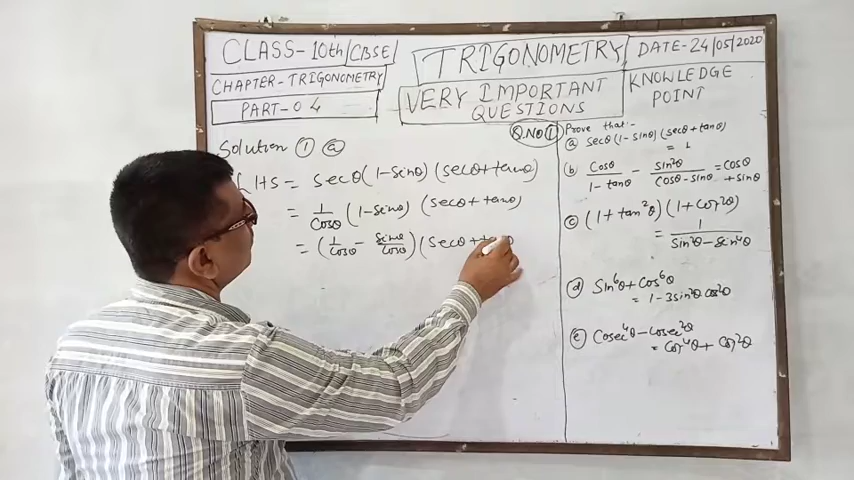 CLASS-10th/CBSE/
CHAPTER-TRIGONOMETRY
PART-04
TRIGONOMETRY
VERY IMPORTANT
QUESTIONS
DATE-24/05/2020
KNOWLEDGE
POINT
Solution ① ⓐ
LHS = secθ(1-sinθ)(secθ+tanθ)
= 1/cosθ (1-sinθ) (secθ+tanθ)
= (1/cosθ - sinθ/cosθ)(secθ+tanθ
Q.NO 1 Prove that:-
ⓐ secθ(1-sinθ)(secθ+tanθ)
= 1
ⓑ Cosθ/1-tanθ - sin²θ/cosθ-sinθ = cosθ
+sinθ
ⓒ (1+tan²θ)(1+cot²θ)
= 1/sin²θ-sin⁴θ
ⓓ Sin⁶θ+cos⁶θ
= 1-3sin²θ cos²θ
ⓔ Cosec⁴θ-cosec²θ
= cot⁴θ+cot²θ